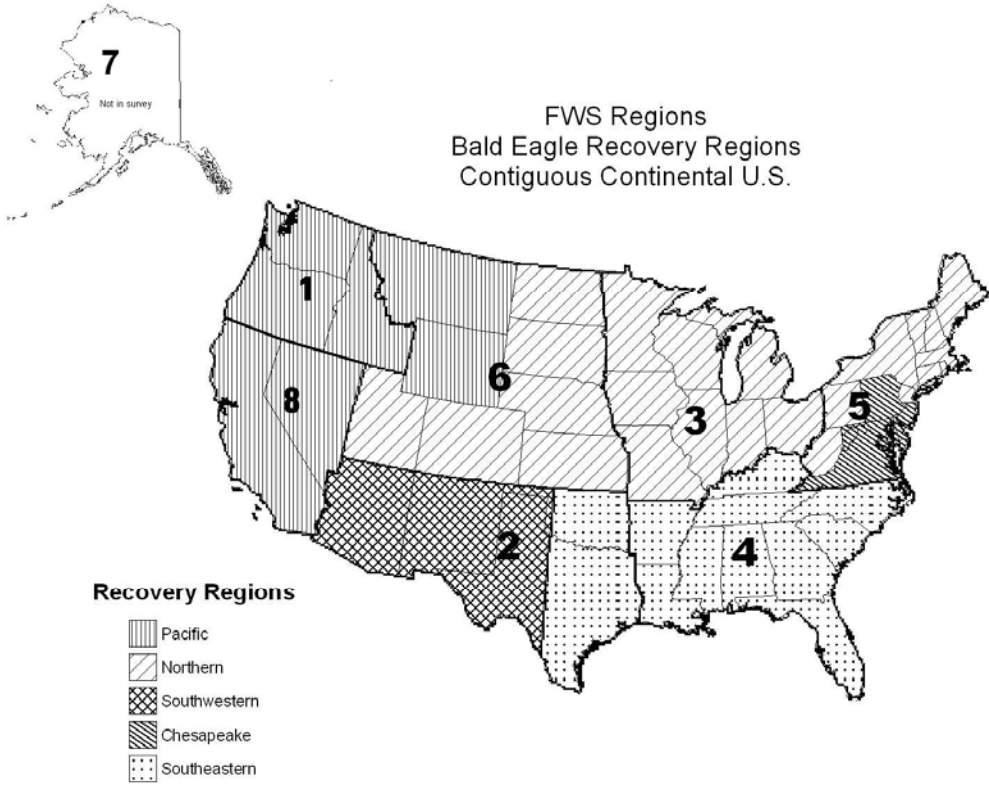 7
Not in survey
FWS Regions
Bald Eagle Recovery Regions
Contiguous Continental U.S.
1
6
8
5
3
2
4
Recovery Regions
Pacific
Northern
Southwestern
Chesapeake
Southeastern